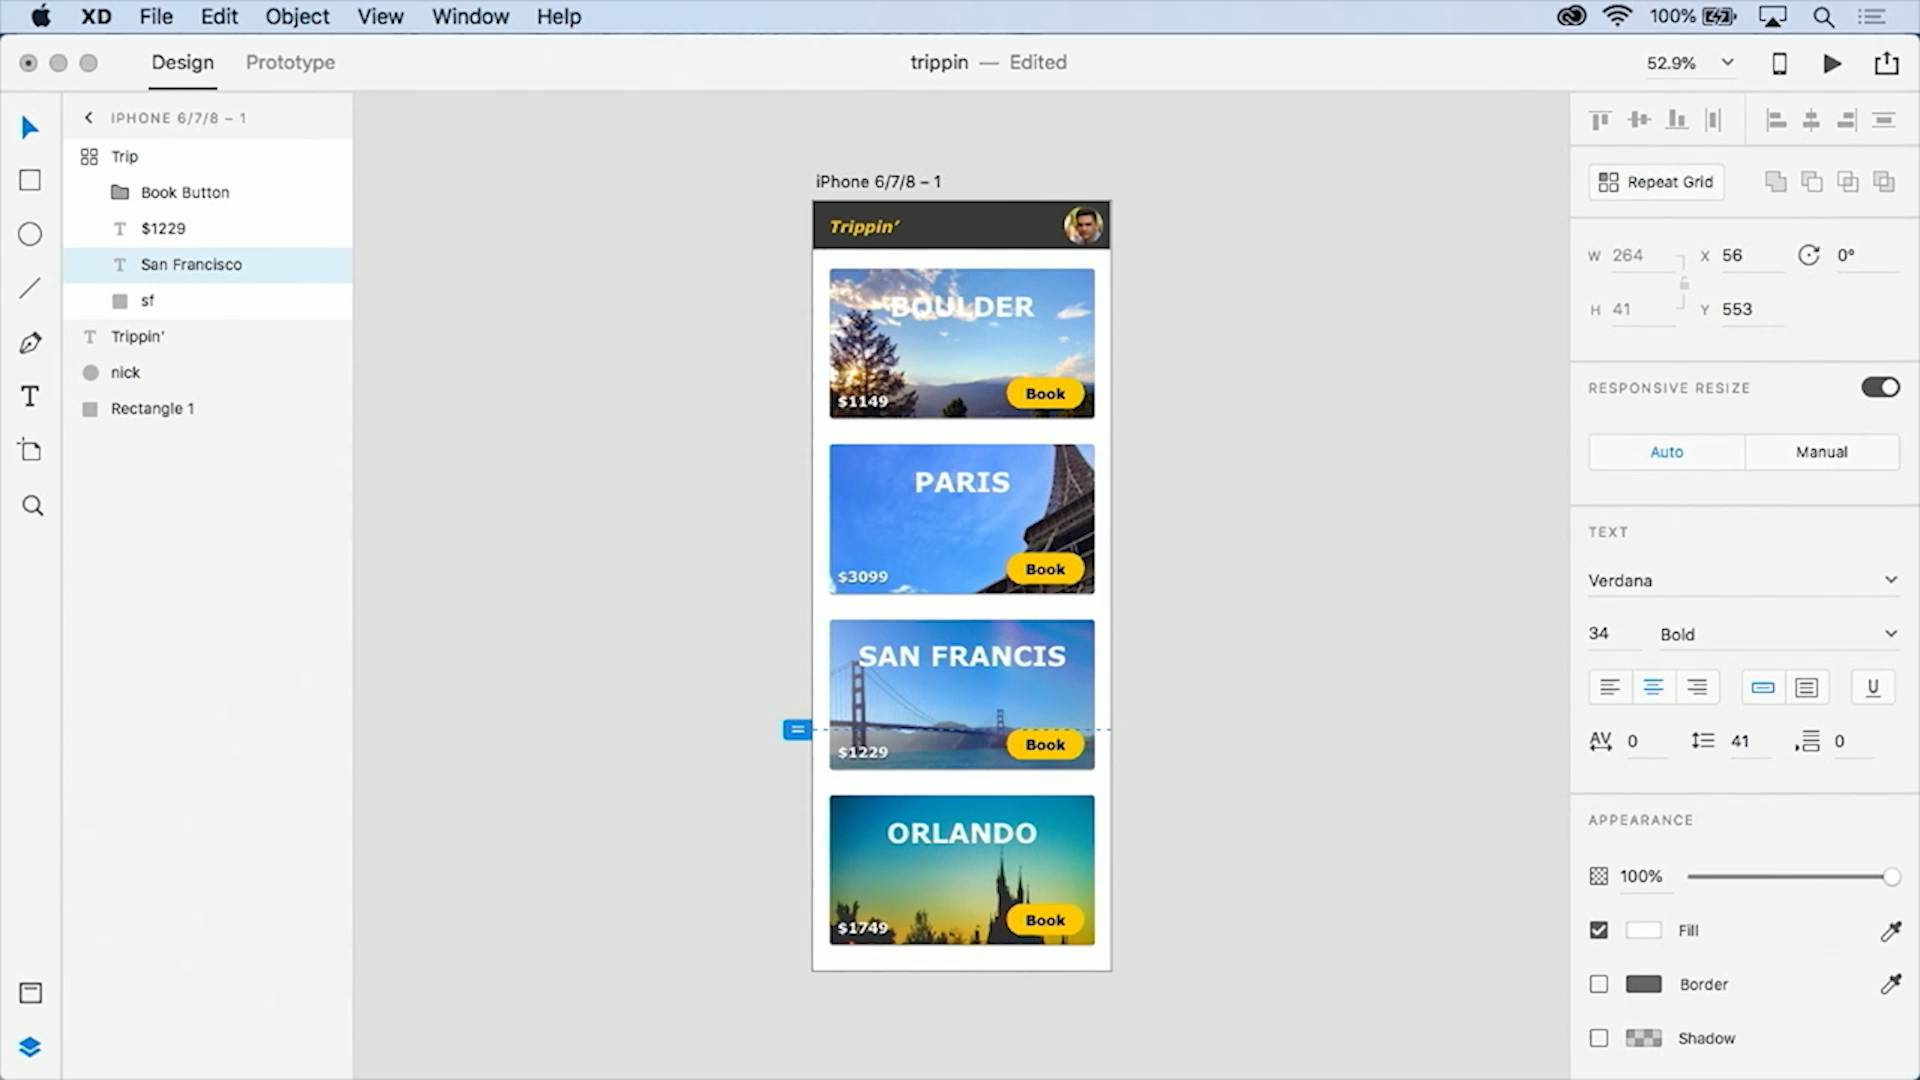 XD File Edit Object View Window Help 100%
Design Prototype trippin — Edited 52.9%
IPHONE 6/7/8 – 1
Trip
Book Button
$1229
San Francisco
sf
Trippin’
nick
Rectangle 1
iPhone 6/7/8 – 1
Trippin’
BOULDER
$1149
Book
PARIS
$3099
Book
SAN FRANCIS
$1229
Book
ORLANDO
$1749
Book
Repeat Grid
W 264 X 56 0°
H 41 Y 553
RESPONSIVE RESIZE
Auto Manual
TEXT
Verdana
34 Bold
U
AV 0 41 0
APPEARANCE
100%
Fill
Border
Shadow